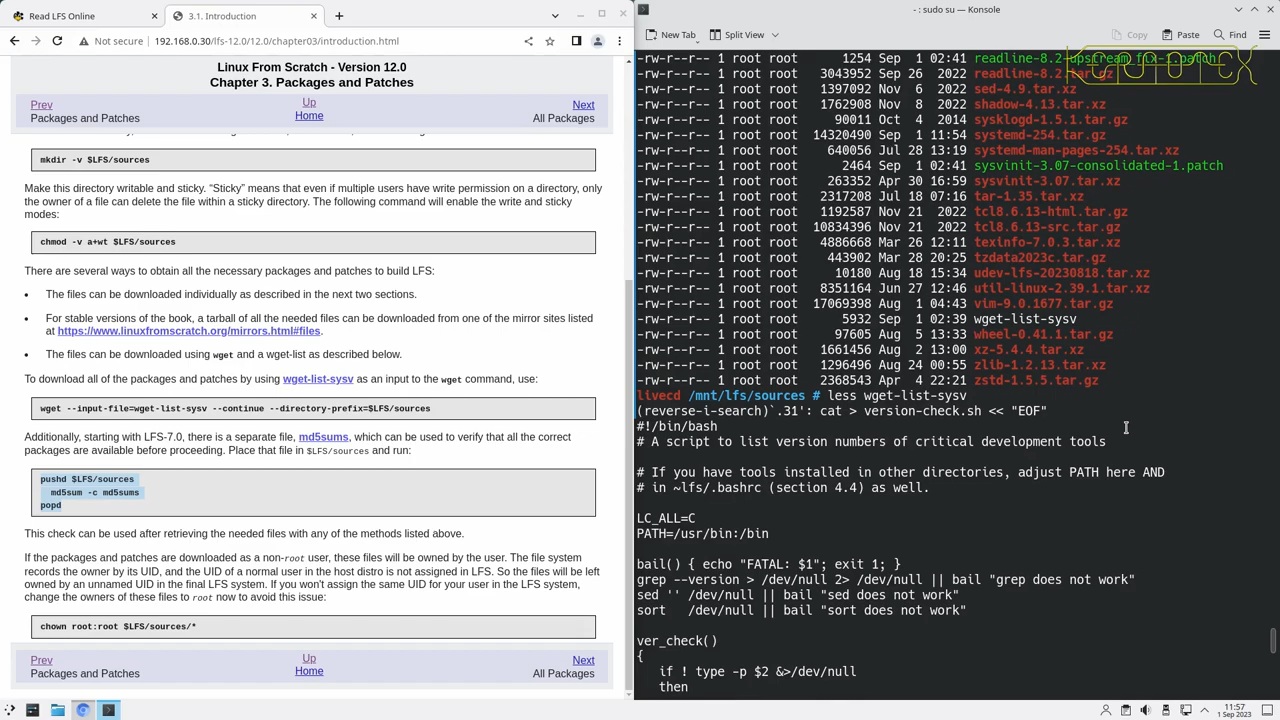 Read LFS Online
3.1. Introduction
Not secure
192.168.0.30/lfs-12.0/12.0/chapter03/introduction.html
Linux From Scratch - Version 12.0
Chapter 3. Packages and Patches
Prev
Up
Next
Packages and Patches
Home
All Packages
mkdir -v $LFS/sources
Make this directory writable and sticky. “Sticky” means that even if multiple users have write permission on a directory, only
the owner of a file can delete the file within a sticky directory. The following command will enable the write and sticky
modes:
chmod -v a+wt $LFS/sources
There are several ways to obtain all the necessary packages and patches to build LFS:
• The files can be downloaded individually as described in the next two sections.
• For stable versions of the book, a tarball of all the needed files can be downloaded from one of the mirror sites listed
at https://www.linuxfromscratch.org/mirrors.html#files.
• The files can be downloaded using wget and a wget-list as described below.
To download all of the packages and patches by using wget-list-sysv as an input to the wget command, use:
wget --input-file=wget-list-sysv --continue --directory-prefix=$LFS/sources
Additionally, starting with LFS-7.0, there is a separate file, md5sums, which can be used to verify that all the correct
packages are available before proceeding. Place that file in $LFS/sources and run:
pushd $LFS/sources
md5sum -c md5sums
popd
This check can be used after retrieving the needed files with any of the methods listed above.
If the packages and patches are downloaded as a non-root user, these files will be owned by the user. The file system
records the owner by its UID, and the UID of a normal user in the host distro is not assigned in LFS. So the files will be left
owned by an unnamed UID in the final LFS system. If you won't assign the same UID for your user in the LFS system,
change the owners of these files to root now to avoid this issue:
chown root:root $LFS/sources/*
Prev
Up
Next
Packages and Patches
Home
All Packages
- : sudo su — Konsole
New Tab
Split View
Copy
Paste
Find
-rw-r--r-- 1 root root 1254 Sep 1 02:41 readline-8.2-upstream_fix-1.patch
-rw-r--r-- 1 root root 3043952 Sep 26 2022 readline-8.2.tar.gz
-rw-r--r-- 1 root root 1397092 Nov 6 2022 sed-4.9.tar.xz
-rw-r--r-- 1 root root 1762908 Nov 8 2022 shadow-4.13.tar.xz
-rw-r--r-- 1 root root 90011 Oct 4 2014 sysklogd-1.5.1.tar.gz
-rw-r--r-- 1 root root 14320490 Sep 1 11:54 systemd-254.tar.gz
-rw-r--r-- 1 root root 640056 Jul 28 13:19 systemd-man-pages-254.tar.xz
-rw-r--r-- 1 root root 2464 Sep 1 02:41 sysvinit-3.07-consolidated-1.patch
-rw-r--r-- 1 root root 263352 Apr 30 16:59 sysvinit-3.07.tar.xz
-rw-r--r-- 1 root root 2317208 Jul 18 07:16 tar-1.35.tar.xz
-rw-r--r-- 1 root root 1192587 Nov 21 2022 tcl8.6.13-html.tar.gz
-rw-r--r-- 1 root root 10834396 Nov 21 2022 tcl8.6.13-src.tar.gz
-rw-r--r-- 1 root root 4886668 Mar 26 12:11 texinfo-7.0.3.tar.xz
-rw-r--r-- 1 root root 443902 Mar 28 20:25 tzdata2023c.tar.gz
-rw-r--r-- 1 root root 10180 Aug 18 15:34 udev-lfs-20230818.tar.xz
-rw-r--r-- 1 root root 8351164 Jun 27 12:46 util-linux-2.39.1.tar.xz
-rw-r--r-- 1 root root 17069398 Aug 1 04:43 vim-9.0.1677.tar.gz
-rw-r--r-- 1 root root 5932 Sep 1 02:39 wget-list-sysv
-rw-r--r-- 1 root root 97605 Aug 5 13:33 wheel-0.41.1.tar.gz
-rw-r--r-- 1 root root 1661456 Aug 2 13:00 xz-5.4.4.tar.xz
-rw-r--r-- 1 root root 1296496 Aug 24 00:55 zlib-1.2.13.tar.xz
-rw-r--r-- 1 root root 2368543 Apr 4 22:21 zstd-1.5.5.tar.gz
livecd /mnt/lfs/sources # less wget-list-sysv
(reverse-i-search)`.31': cat > version-check.sh << "EOF"
#!/bin/bash
# A script to list version numbers of critical development tools
# If you have tools installed in other directories, adjust PATH here AND
# in ~lfs/.bashrc (section 4.4) as well.
LC_ALL=C
PATH=/usr/bin:/bin
bail() { echo "FATAL: $1"; exit 1; }
grep --version > /dev/null 2> /dev/null || bail "grep does not work"
sed '' /dev/null || bail "sed does not work"
sort /dev/null || bail "sort does not work"
ver_check()
{
if ! type -p $2 &>/dev/null
then
11:57
1 Sep 2023